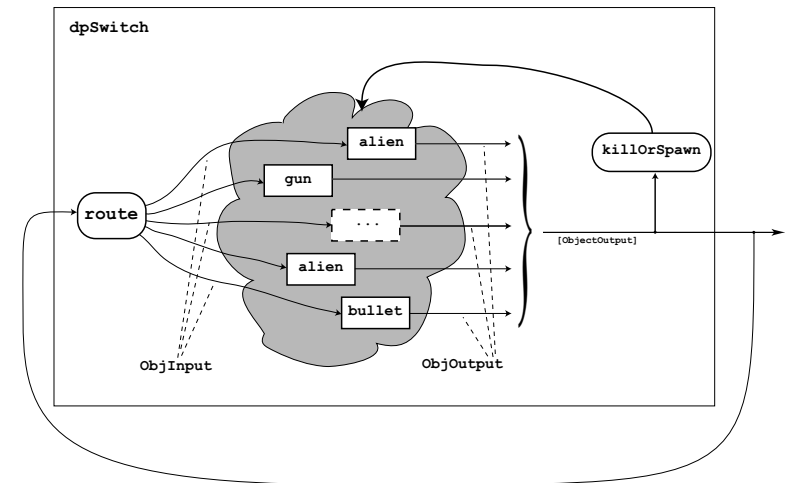 dpSwitch
alien
killOrSpawn
gun
route
...
[ObjectOutput]
alien
bullet
ObjInput
ObjOutput